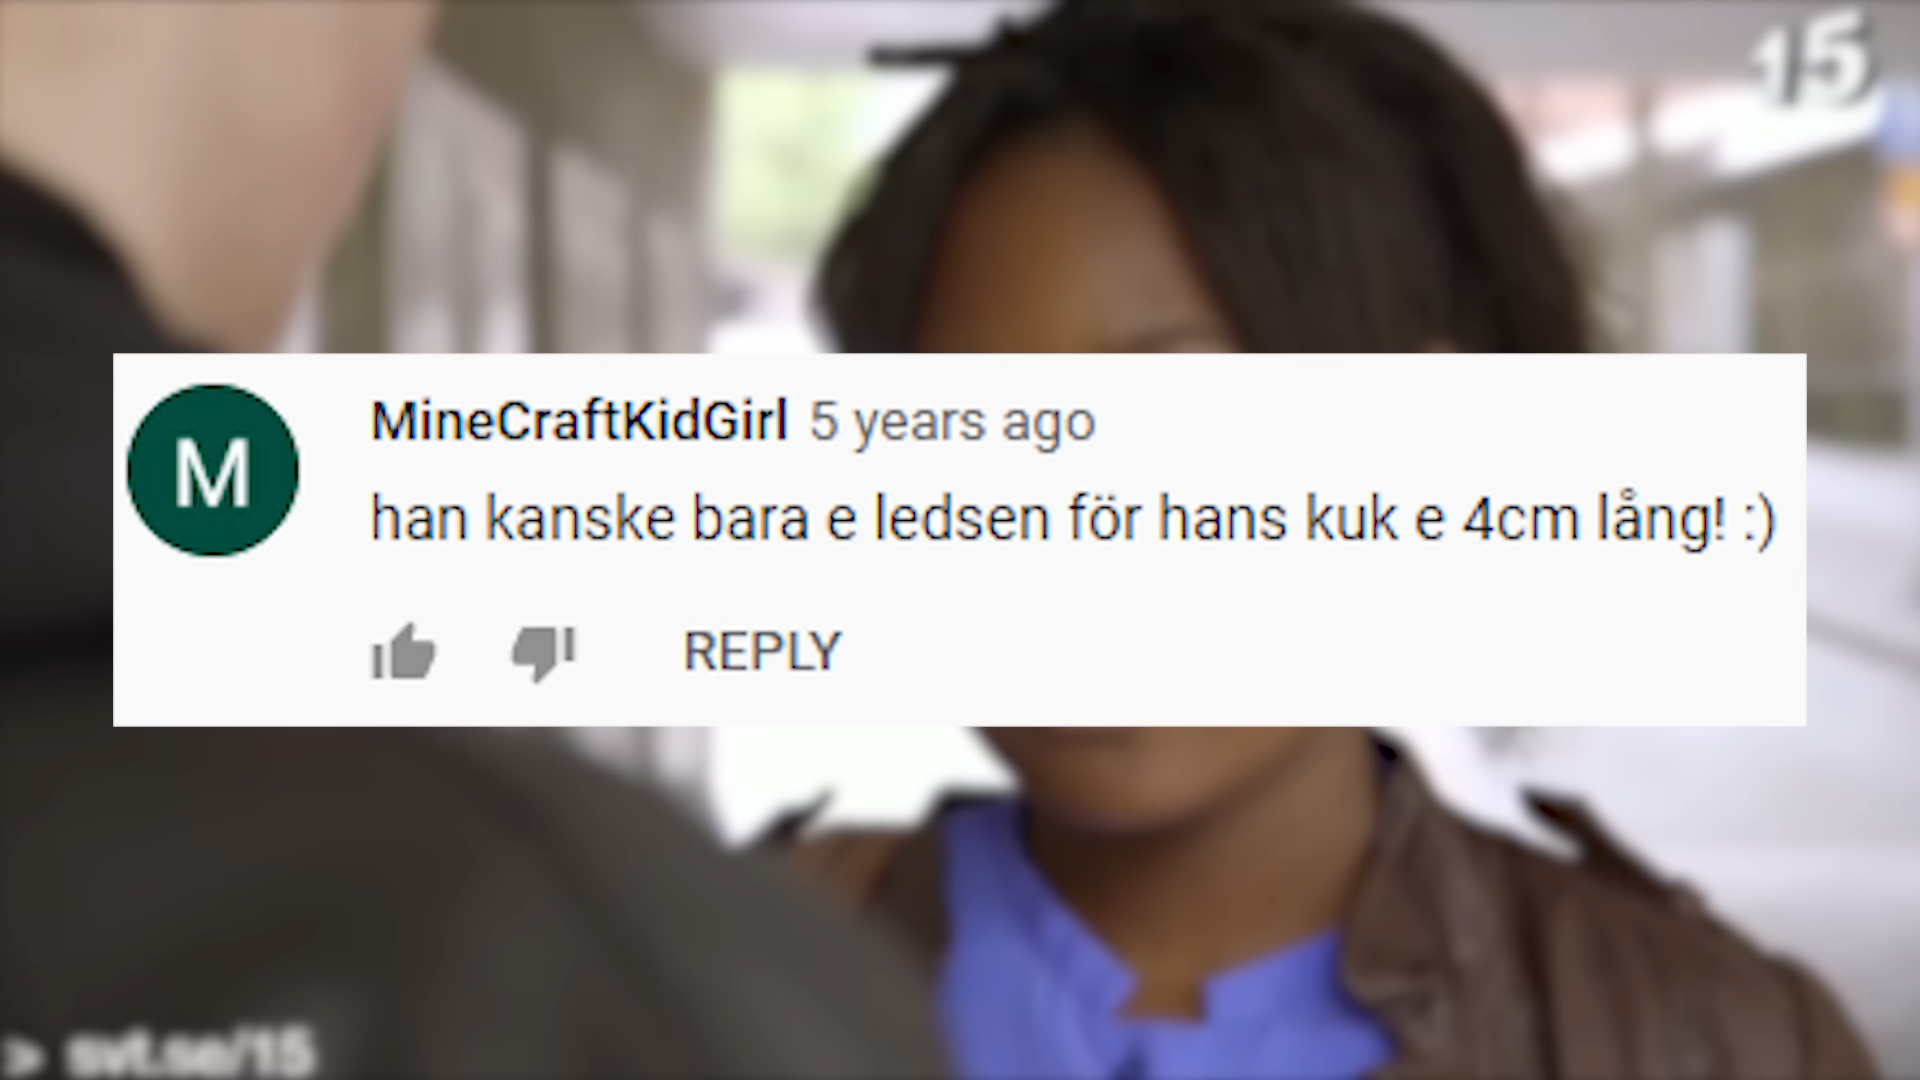 15
MineCraftKidGirl 5 years ago
M
han kanske bara e ledsen för hans kuk e 4cm lång! :)
REPLY
> svt.se/15